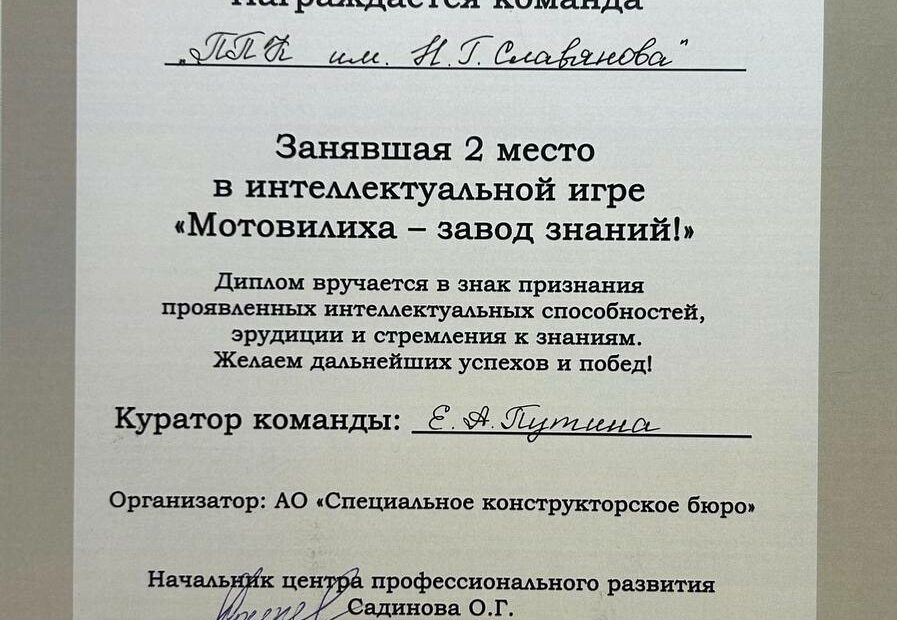 Награждается команда
„ППК им. Н.Г. Славянова"
Занявшая 2 место
в интеллектуальной игре
«Мотовилиха – завод знаний!»
Диплом вручается в знак признания
проявленных интеллектуальных способностей,
эрудиции и стремления к знаниям.
Желаем дальнейших успехов и побед!
Куратор команды: Е.А. Путина
Организатор: АО «Специальное конструкторское бюро»
Начальник центра профессионального развития
Садинова О.Г.